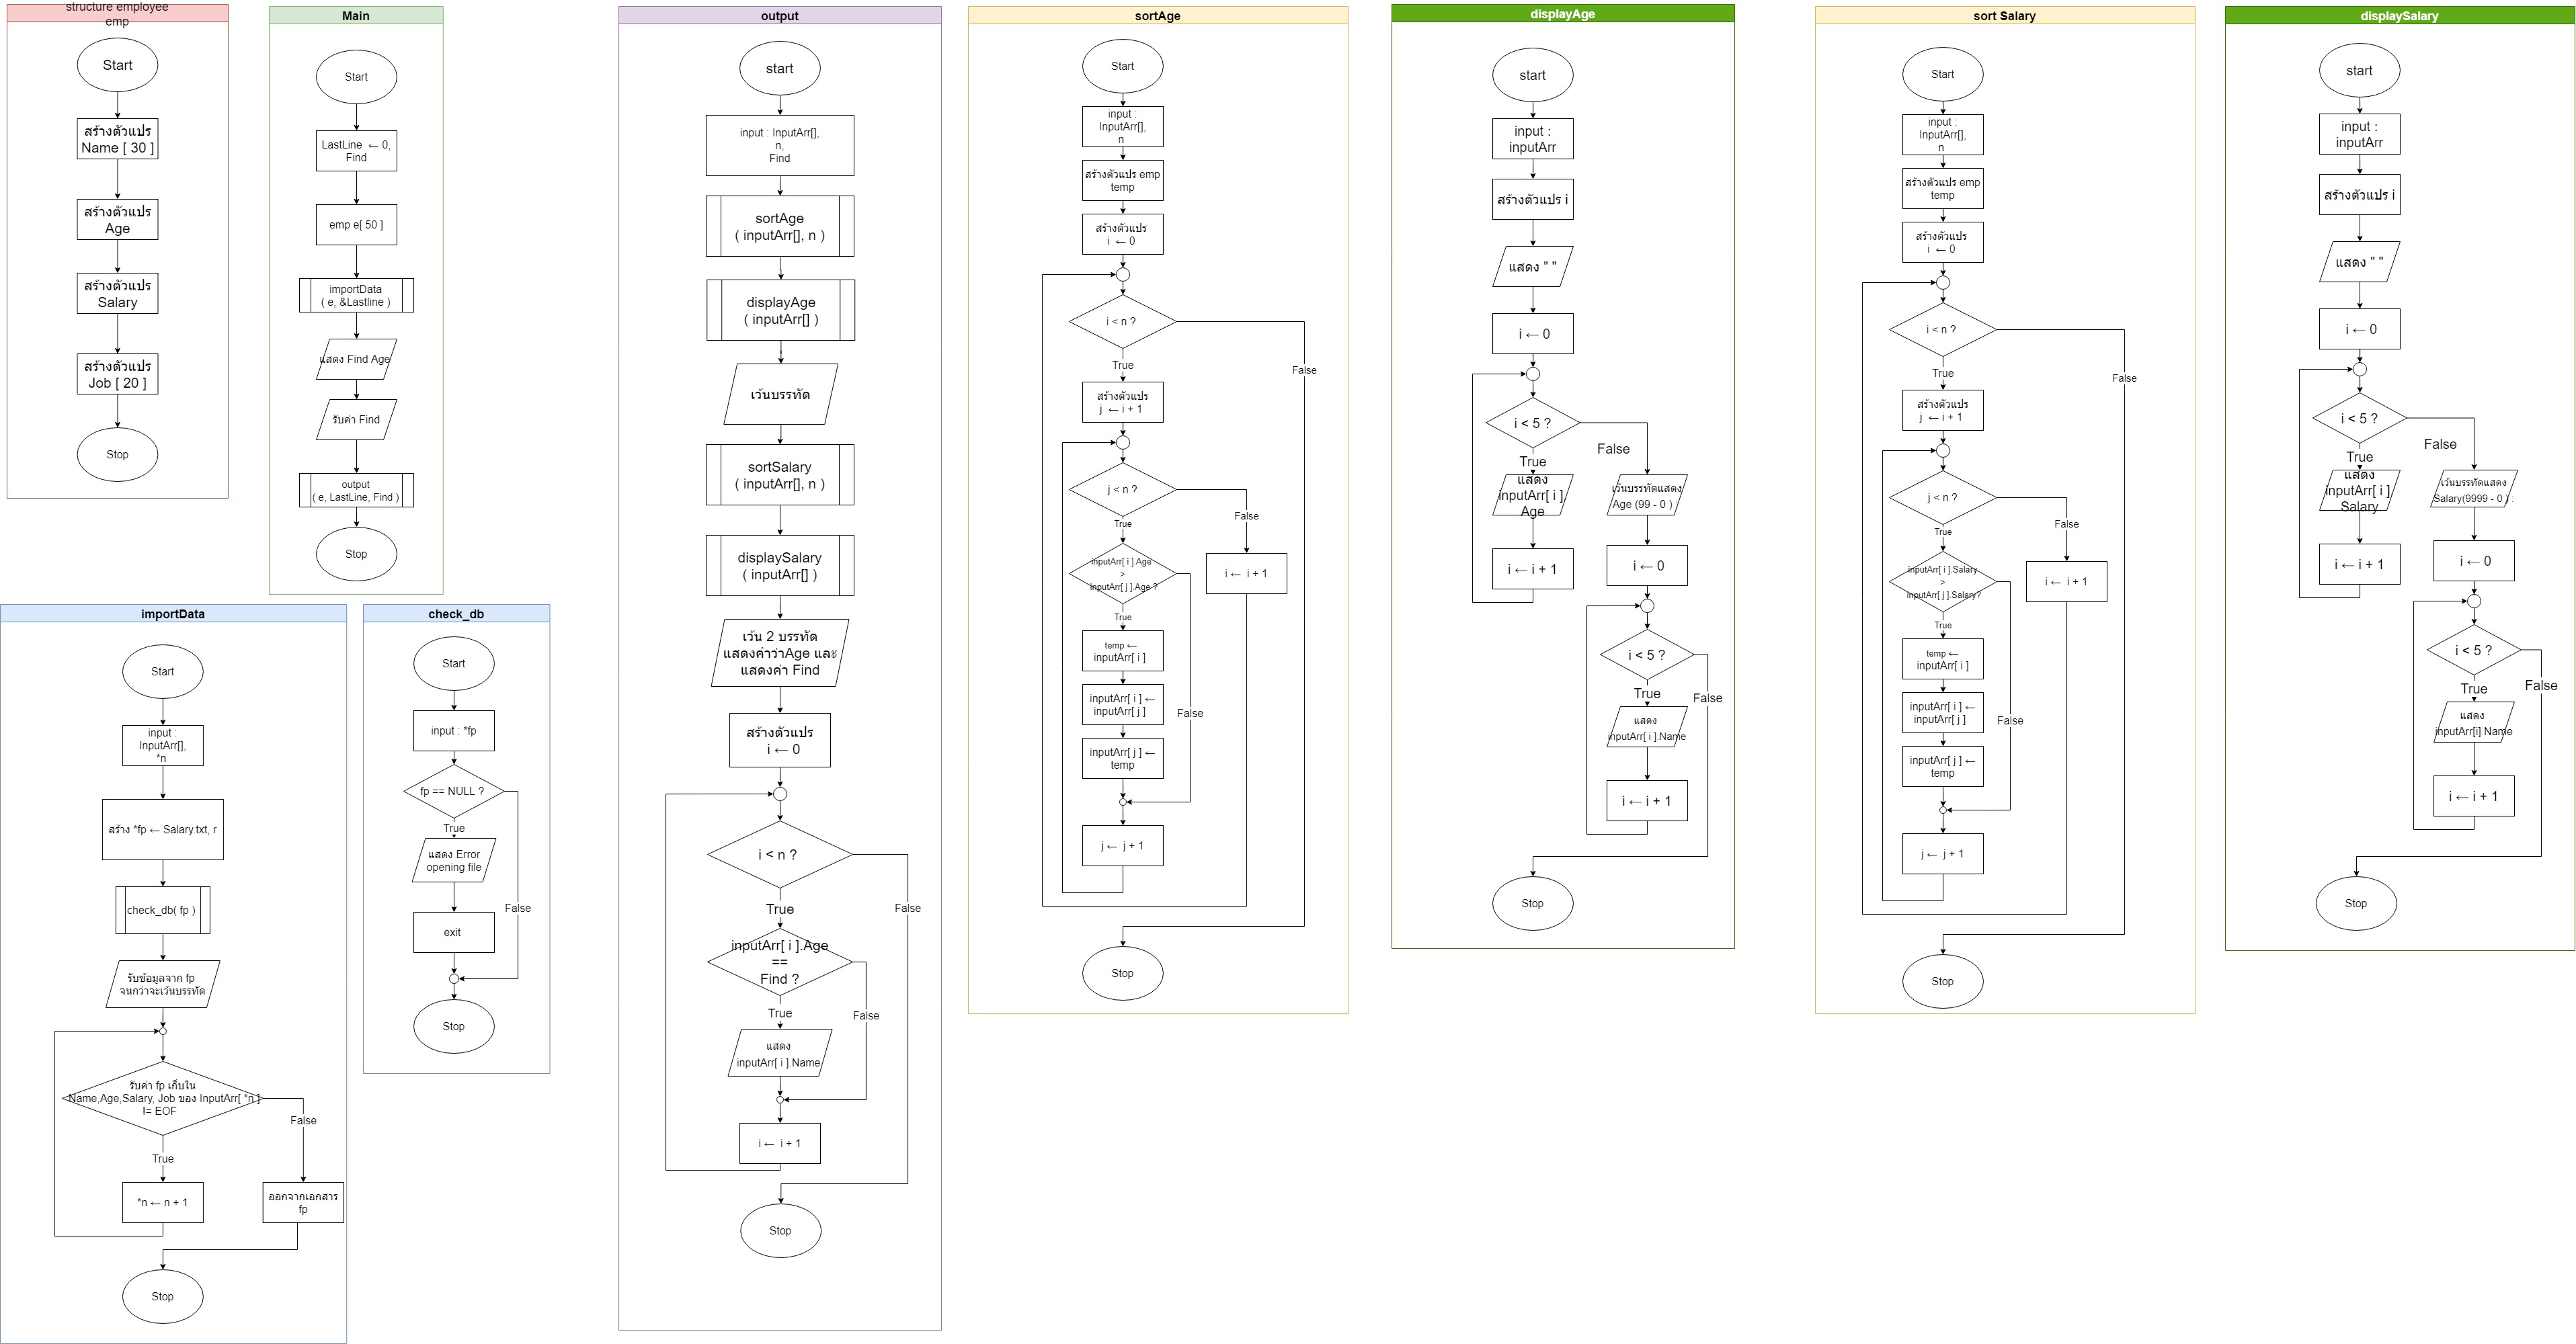 structure employee
emp
Start
สร้างตัวแปร
Name [ 30 ]
สร้างตัวแปร
Age
สร้างตัวแปร
Salary
สร้างตัวแปร
Job [ 20 ]
Stop
Main
Start
LastLine ← 0,
Find
emp e[ 50 ]
importData
( e, &Lastline )
แสดง Find Age
รับค่า Find
output
( e, LastLine, Find )
Stop
importData
Start
input :
InputArr[],
*n
สร้าง *fp ← Salary.txt, r
check_db( fp )
รับข้อมูลจาก fp
จนกว่าจะเว้นบรรทัด
รับค่า fp เก็บใน
Name,Age,Salary, Job ของ InputArr[ *n ]
!= EOF
False
True
*n ← n + 1
ออกจากเอกสาร
fp
Stop
check_db
Start
input : *fp
fp == NULL ?
True
แสดง Error
opening file
False
exit
Stop
output
start
input : InputArr[],
n,
Find
sortAge
( inputArr[], n )
displayAge
( inputArr[] )
เว้นบรรทัด
sortSalary
( inputArr[], n )
displaySalary
( inputArr[] )
เว้น 2 บรรทัด
แสดงค่าว่าAge และ
แสดงค่า Find
สร้างตัวแปร
i ← 0
i < n ?
True
False
inputArr[ i ].Age
==
Find ?
True
False
แสดง
inputArr[ i ].Name
i ← i + 1
Stop
sortAge
Start
input :
InputArr[],
n
สร้างตัวแปร emp
temp
สร้างตัวแปร
i ← 0
i < n ?
True
False
สร้างตัวแปร
j ← i + 1
j < n ?
True
False
inputArr[ i ].Age
>
inputArr[ j ].Age ?
i ← i + 1
True
temp ←
inputArr[ i ]
inputArr[ i ] ←
inputArr[ j ]
False
inputArr[ j ] ←
temp
j ← j + 1
Stop
displayAge
start
input :
inputArr
สร้างตัวแปร i
แสดง " "
i ← 0
i < 5 ?
False
True
แสดง
inputArr[ i ].
Age
เว้นบรรทัดแสดง
Age (99 - 0 ) :
i ← i + 1
i ← 0
i < 5 ?
True
False
แสดง
inputArr[ i ].Name
i ← i + 1
Stop
sort Salary
Start
input :
InputArr[],
n
สร้างตัวแปร emp
temp
สร้างตัวแปร
i ← 0
i < n ?
True
False
สร้างตัวแปร
j ← i + 1
j < n ?
True
False
inputArr[ i ].Salary
>
inputArr[ j ].Salary?
i ← i + 1
True
temp ←
inputArr[ i ]
inputArr[ i ] ←
inputArr[ j ]
False
inputArr[ j ] ←
temp
j ← j + 1
Stop
displaySalary
start
input :
inputArr
สร้างตัวแปร i
แสดง " "
i ← 0
i < 5 ?
False
True
แสดง
inputArr[ i ].
Salary
เว้นบรรทัดแสดง
Salary(9999 - 0 ) :
i ← i + 1
i ← 0
i < 5 ?
True
False
แสดง
inputArr[i].Name
i ← i + 1
Stop